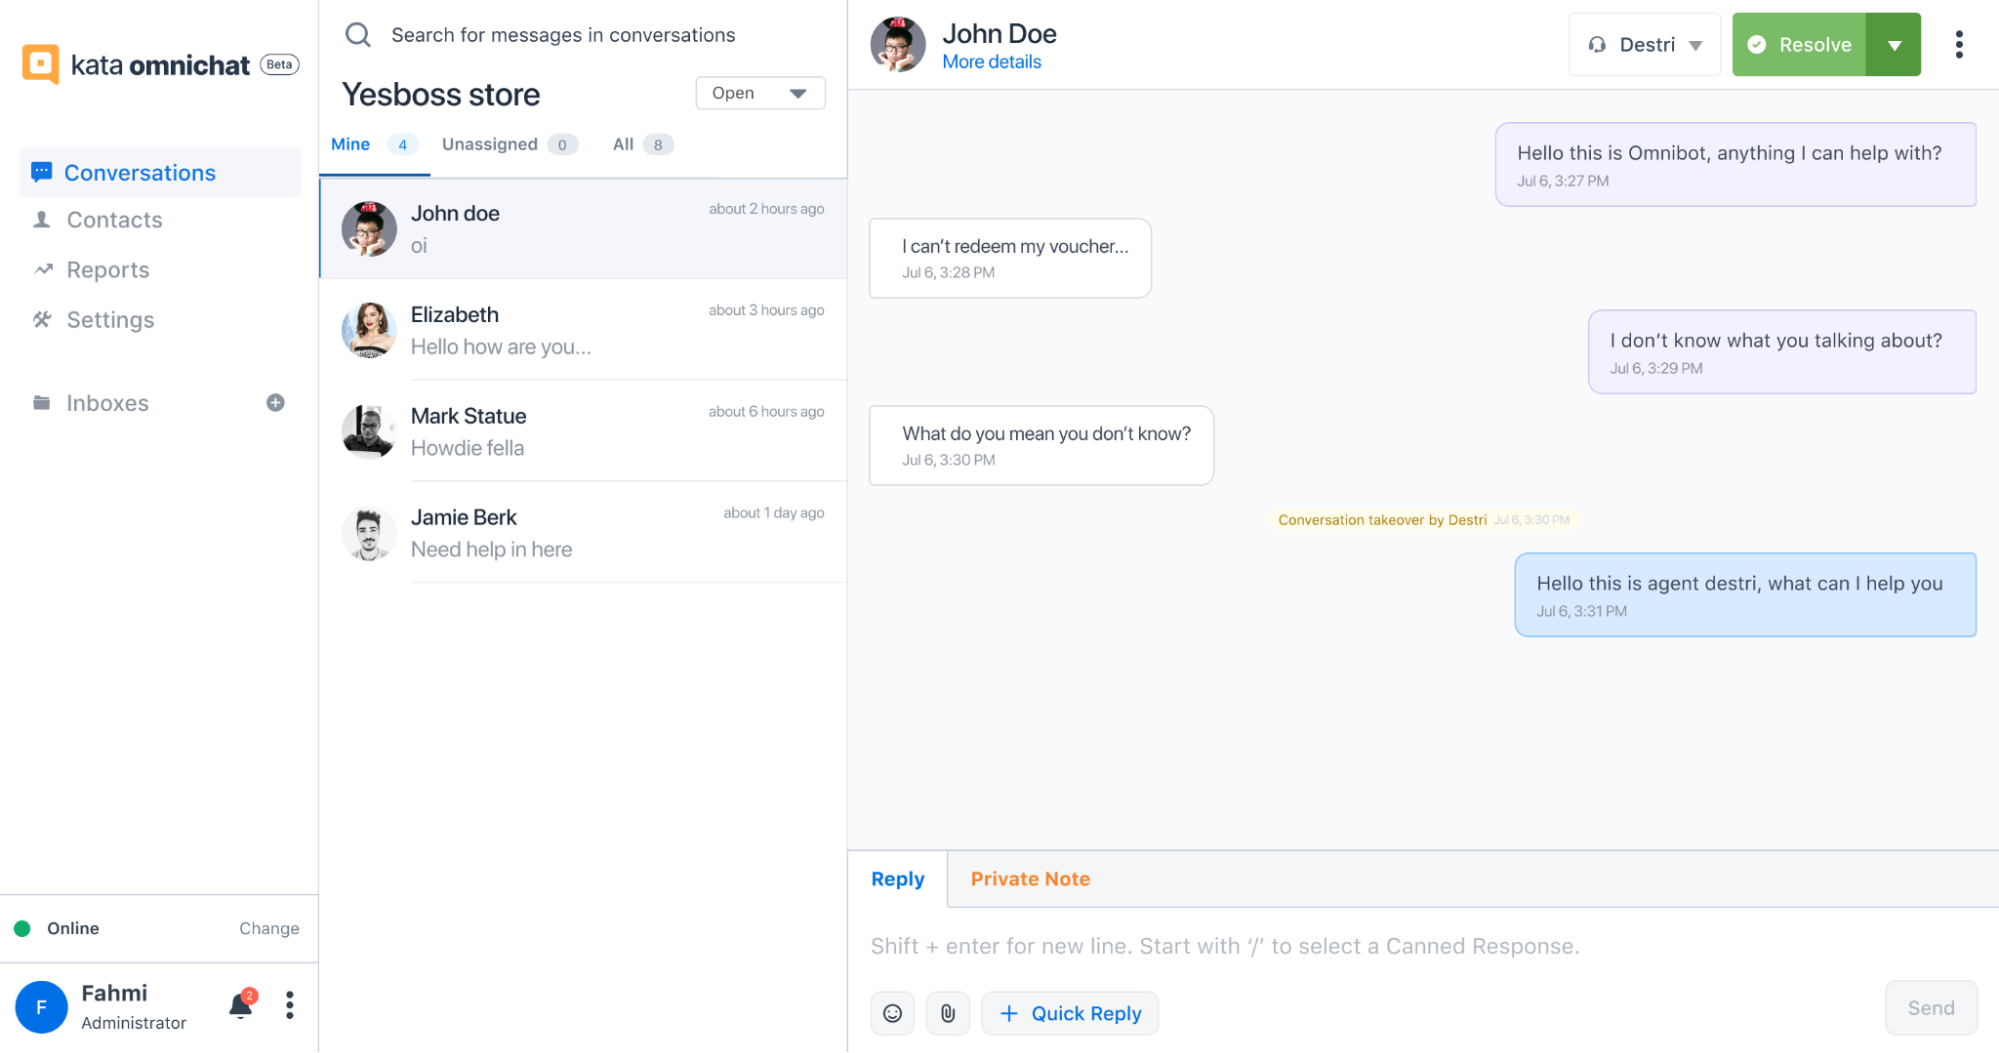 kata omnichat Beta
Conversations
Contacts
Reports
Settings
Inboxes
Online Change
F
Fahmi
Administrator
2
Search for messages in conversations
Yesboss store
Open
Mine 4 Unassigned 0 All 8
John doe about 2 hours ago
oi
Elizabeth about 3 hours ago
Hello how are you...
Mark Statue about 6 hours ago
Howdie fella
Jamie Berk about 1 day ago
Need help in here
John Doe
More details
Destri
Resolve
Hello this is Omnibot, anything I can help with?
Jul 6, 3:27 PM
I can’t redeem my voucher...
Jul 6, 3:28 PM
I don’t know what you talking about?
Jul 6, 3:29 PM
What do you mean you don’t know?
Jul 6, 3:30 PM
Conversation takeover by Destri Jul 6, 3:30 PM
Hello this is agent destri, what can I help you
Jul 6, 3:31 PM
Reply Private Note
Shift + enter for new line. Start with ‘/’ to select a Canned Response.
Quick Reply
Send